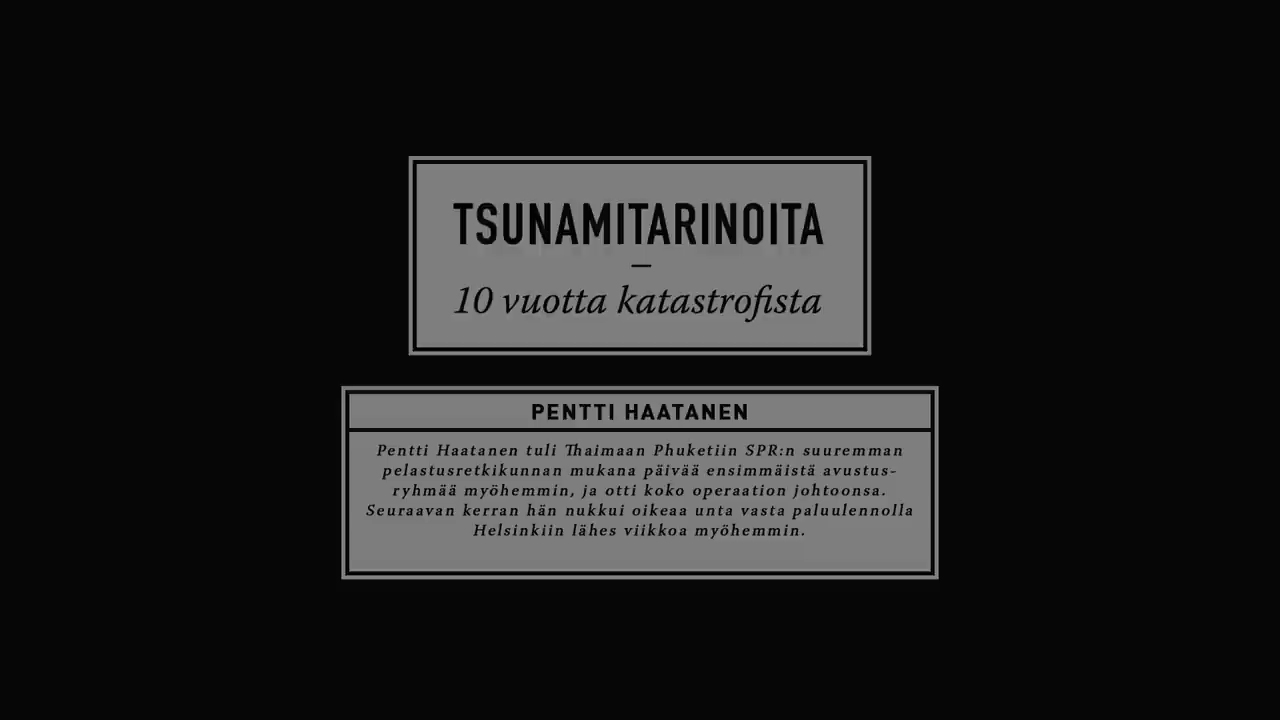 TSUNAMITARINOITA
–
10 vuotta katastrofista
PENTTI HAATANEN
Pentti Haatanen tuli Thaimaan Phuketiin SPR:n suuremman
pelastusretkikunnan mukana päivää ensimmäistä avustus-
ryhmää myöhemmin, ja otti koko operaation johtoonsa.
Seuraavan kerran hän nukkui oikeaa unta vasta paluulennolla
Helsinkiin lähes viikkoa myöhemmin.